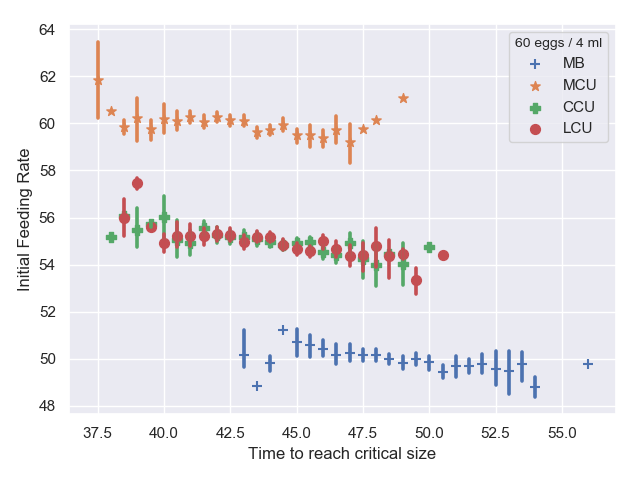 64
62
60
58
56
54
52
50
48
Initial Feeding Rate
60 eggs / 4 ml
MB
MCU
CCU
LCU
37.5 40.0 42.5 45.0 47.5 50.0 52.5 55.0
Time to reach critical size